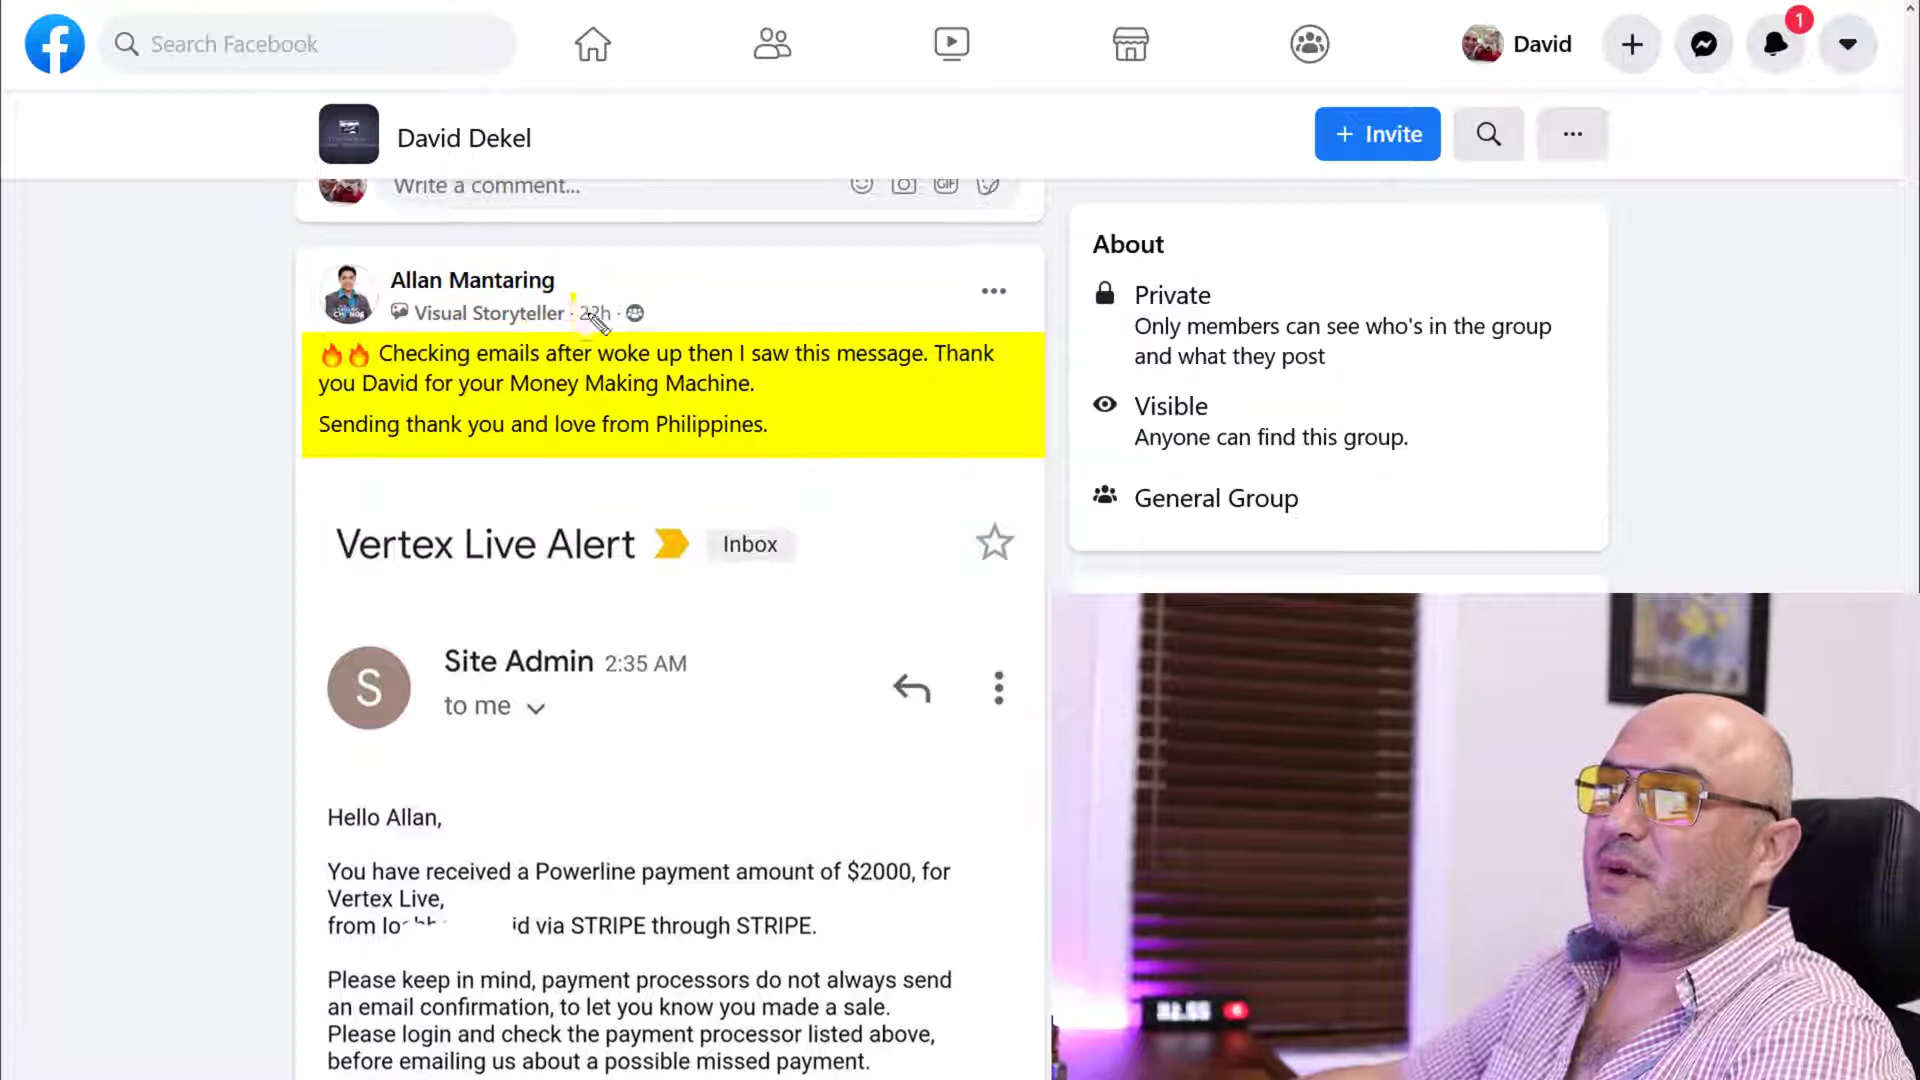 Search Facebook
David
1
David Dekel
+ Invite
Write a comment...
GIF
Allan Mantaring
Visual Storyteller · 22h ·
Checking emails after woke up then I saw this message. Thank
you David for your Money Making Machine.
Sending thank you and love from Philippines.
Vertex Live Alert
Inbox
S
Site Admin 2:35 AM
to me
Hello Allan,
You have received a Powerline payment amount of $2000, for
Vertex Live,
from id via STRIPE through STRIPE.
Please keep in mind, payment processors do not always send
an email confirmation, to let you know you made a sale.
Please login and check the payment processor listed above,
before emailing us about a possible missed payment.
About
Private
Only members can see who's in the group
and what they post
Visible
Anyone can find this group.
General Group